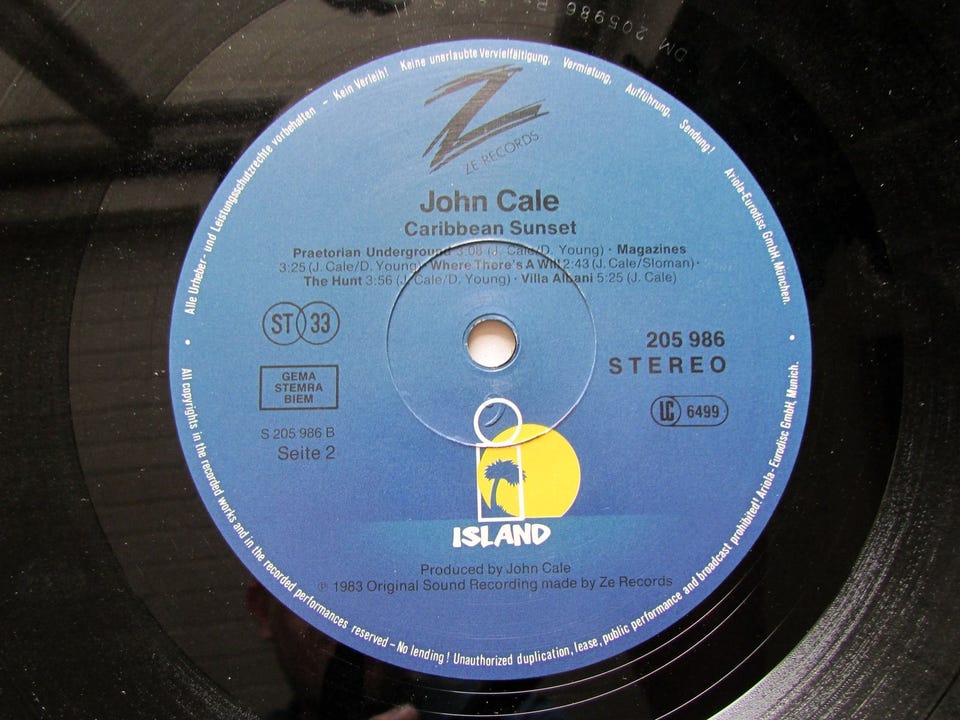 DM 205986
Alle Urheber- und Leistungsschutzrechte vorbehalten – Kein Verleih! Keine unerlaubte Vervielfältigung, Vermietung, Aufführung, Sendung! Ariola-Eurodisc GmbH, München.
Z
ZE RECORDS
John Cale
Caribbean Sunset
Praetorian Underground 3:08 (J. Cale/D. Young) · Magazines
3:25 (J. Cale/D. Young) · Where There's A Will 2:43 (J. Cale/Sloman) ·
The Hunt 3:56 (J. Cale/D. Young) · Villa Albani 5:25 (J. Cale)
ST 33
205 986
STEREO
GEMA
STEMRA
BIEM
LC 6499
S 205 986 B
Seite 2
ISLAND
Produced by John Cale
℗ 1983 Original Sound Recording made by Ze Records
All copyrights in the recorded works and in the recorded performances reserved – No lending! Unauthorized duplication, lease, public performance and broadcast prohibited! Ariola-Eurodisc GmbH, Munich.